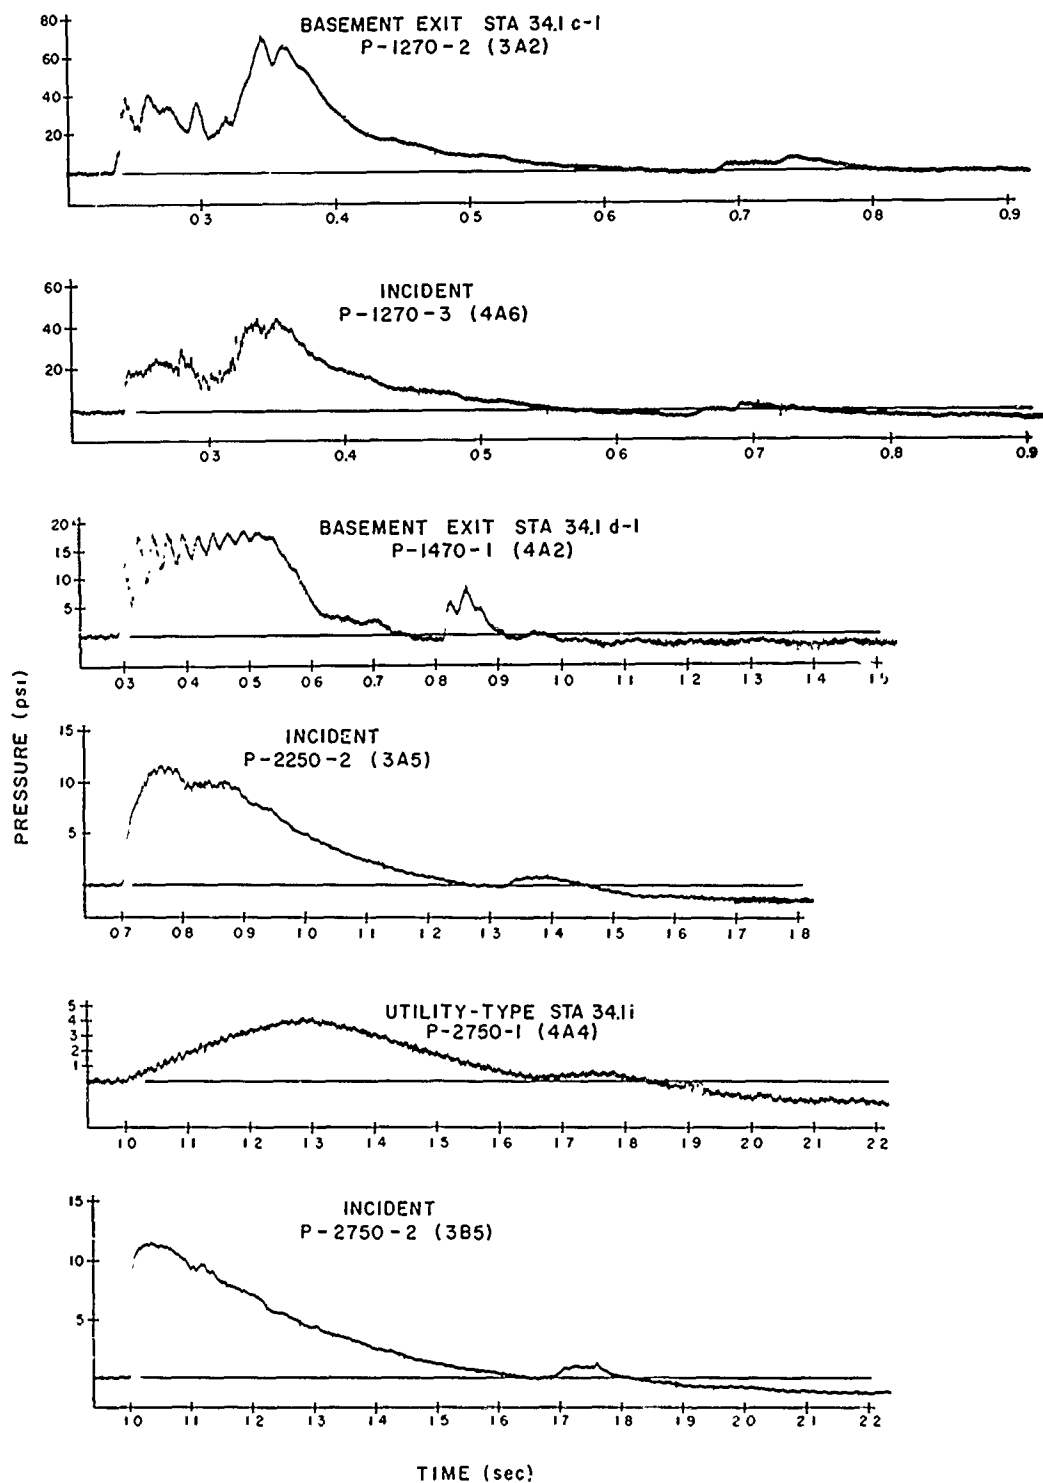 BASEMENT EXIT STA 34.1 c-1
P-1270-2 (3A2)
80
60
40
20
0.3 0.4 0.5 0.6 0.7 0.8 0.9
INCIDENT
P-1270-3 (4A6)
60
40
20
0.3 0.4 0.5 0.6 0.7 0.8 0.9
BASEMENT EXIT STA 34.1 d-1
P-1470-1 (4A2)
20
15
10
5
0.3 0.4 0.5 0.6 0.7 0.8 0.9 1.0 1.1 1.2 1.3 1.4
PRESSURE (psi)
INCIDENT
P-2250-2 (3A5)
15
10
5
0.7 0.8 0.9 1.0 1.1 1.2 1.3 1.4 1.5 1.6 1.7 1.8
UTILITY-TYPE STA 34.1i
P-2750-1 (4A4)
5
4
3
2
1
1.0 1.1 1.2 1.3 1.4 1.5 1.6 1.7 1.8 1.9 2.0 2.1 2.2
INCIDENT
P-2750-2 (3B5)
15
10
5
1.0 1.1 1.2 1.3 1.4 1.5 1.6 1.7 1.8 1.9 2.0 2.1 2.2
TIME (sec)